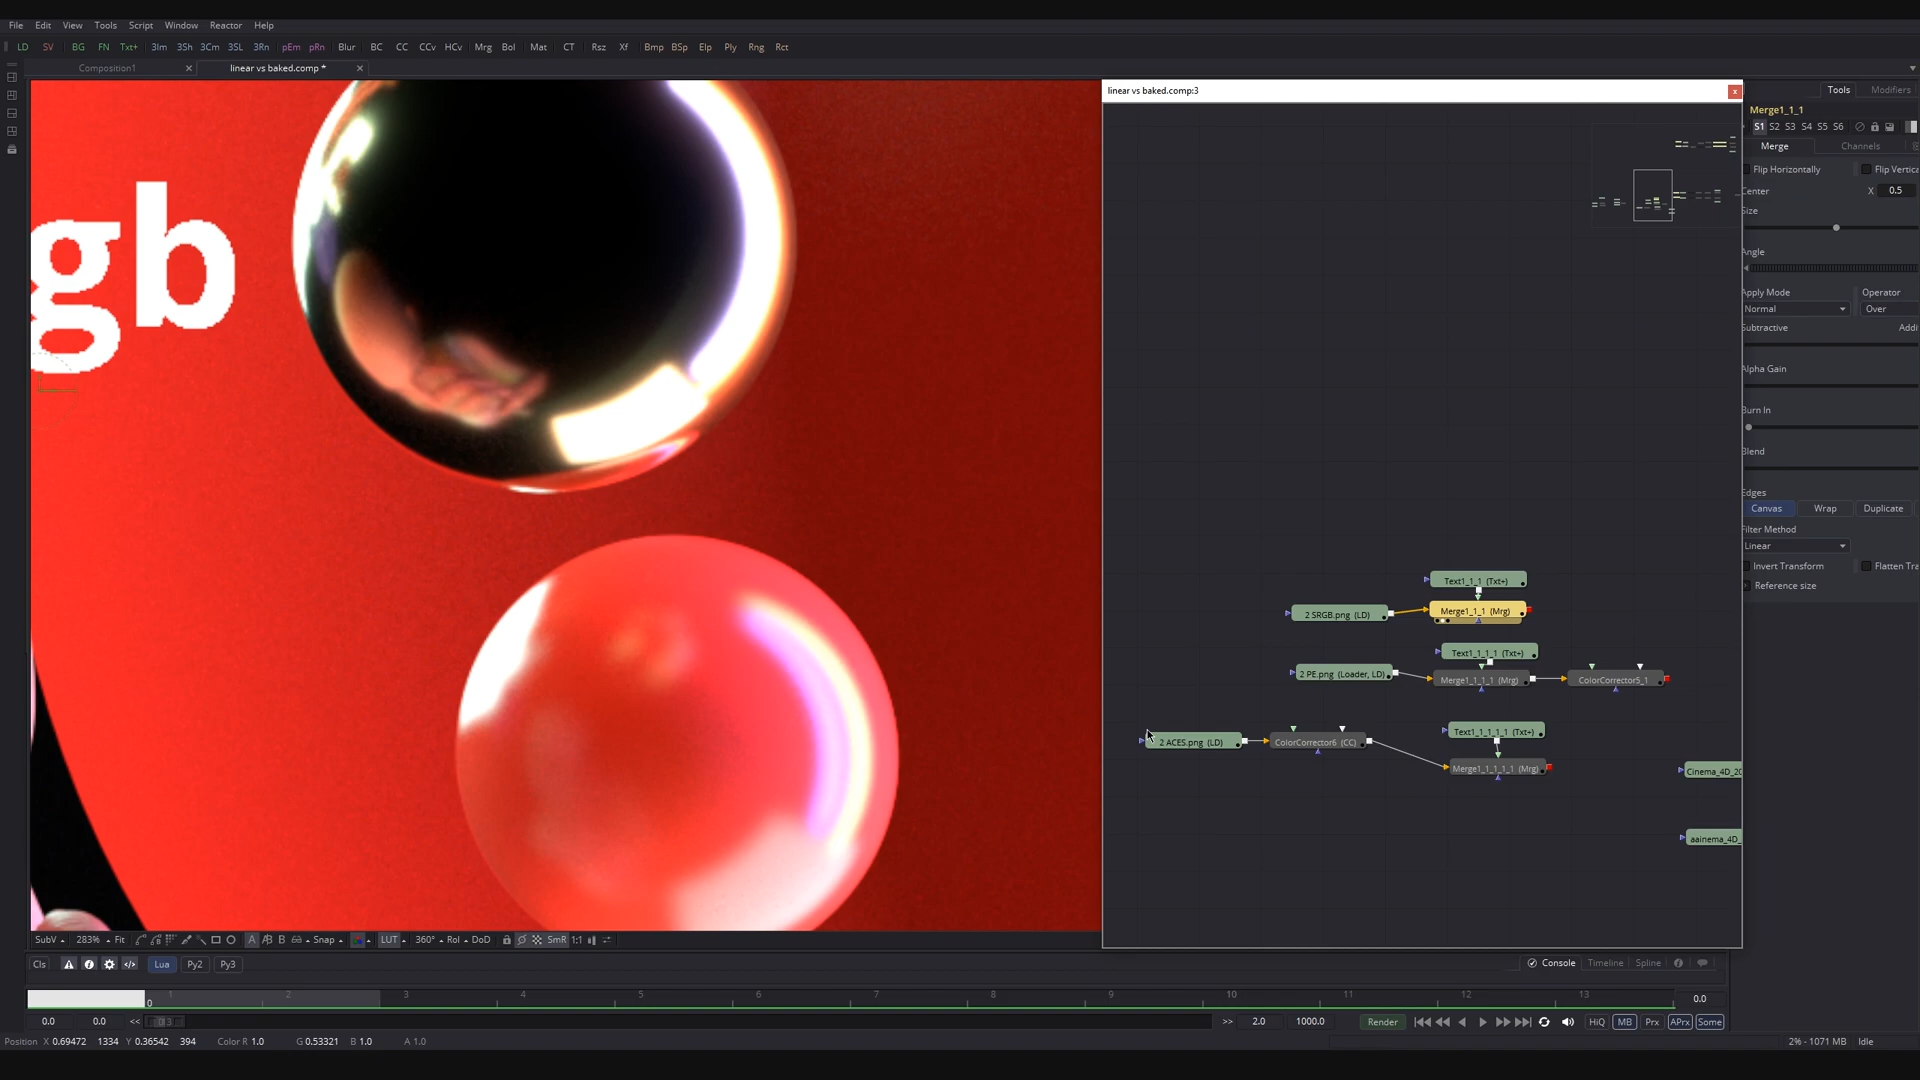 File Edit View Tools Script Window Reactor Help
LD SV BG FN Txt+ 3Im 3Sh 3Cm 3SL 3Rn pEm pRn Blur BC CC CCv HCv Mrg Bol Mat CT Rsz Xf Bmp BSp Elp Ply Rng Rct
Composition1 linear vs baked.comp *
linear vs baked.comp:3
Tools Modifiers
Merge1_1_1
S1 S2 S3 S4 S5 S6
Merge Channels
Flip Horizontally Flip Vertica
Center X 0.5
Size
Angle
Apply Mode Operator
Normal Over
Subtractive Addi
Alpha Gain
Burn In
Blend
Edges
Canvas Wrap Duplicate
Filter Method
Linear
Invert Transform Flatten Tra
Reference size
gb
Text1_1_1 (Txt+)
2 SRGB.png (LD) Merge1_1_1 (Mrg)
Text1_1_1_1 (Txt+)
2 PE.png (Loader, LD) Merge1_1_1_1 (Mrg) ColorCorrector5_1
Text1_1_1_1_1 (Txt+)
2 ACES.png (LD) ColorCorrector6 (CC)
Merge1_1_1_1_1 (Mrg)
Cinema_4D_20
aainema_4D_
SubV 283% Fit A B Snap LUT 360° RoI DoD SmR 1:1
Cls Lua Py2 Py3 Console Timeline Spline
0 1 2 3 4 5 6 7 8 9 10 11 12 13 0.0
0.0 0.0 << 0.3 >> 2.0 1000.0 Render HiQ MB Prx APrx Some
Position X 0.69472 1334 Y 0.36542 394 Color R 1.0 G 0.53321 B 1.0 A 1.0 2% - 1071 MB Idle